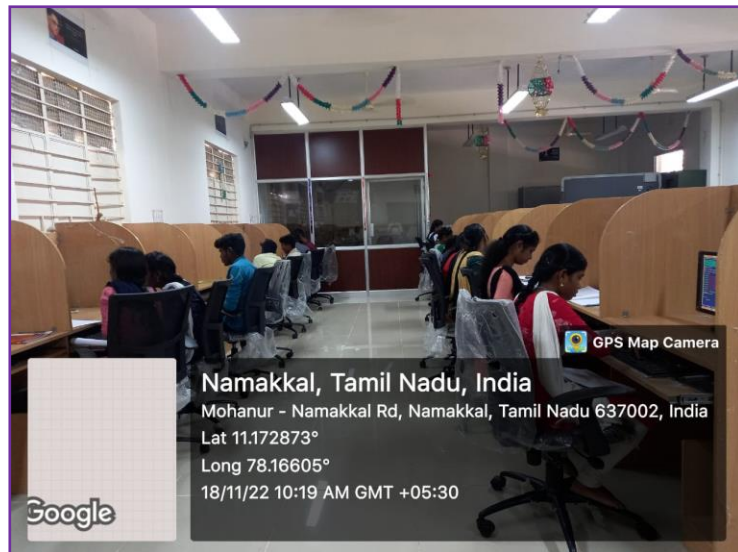 GPS Map Camera
Namakkal, Tamil Nadu, India
Mohanur - Namakkal Rd, Namakkal, Tamil Nadu 637002, India
Lat 11.172873°
Long 78.16605°
18/11/22 10:19 AM GMT +05:30
Google